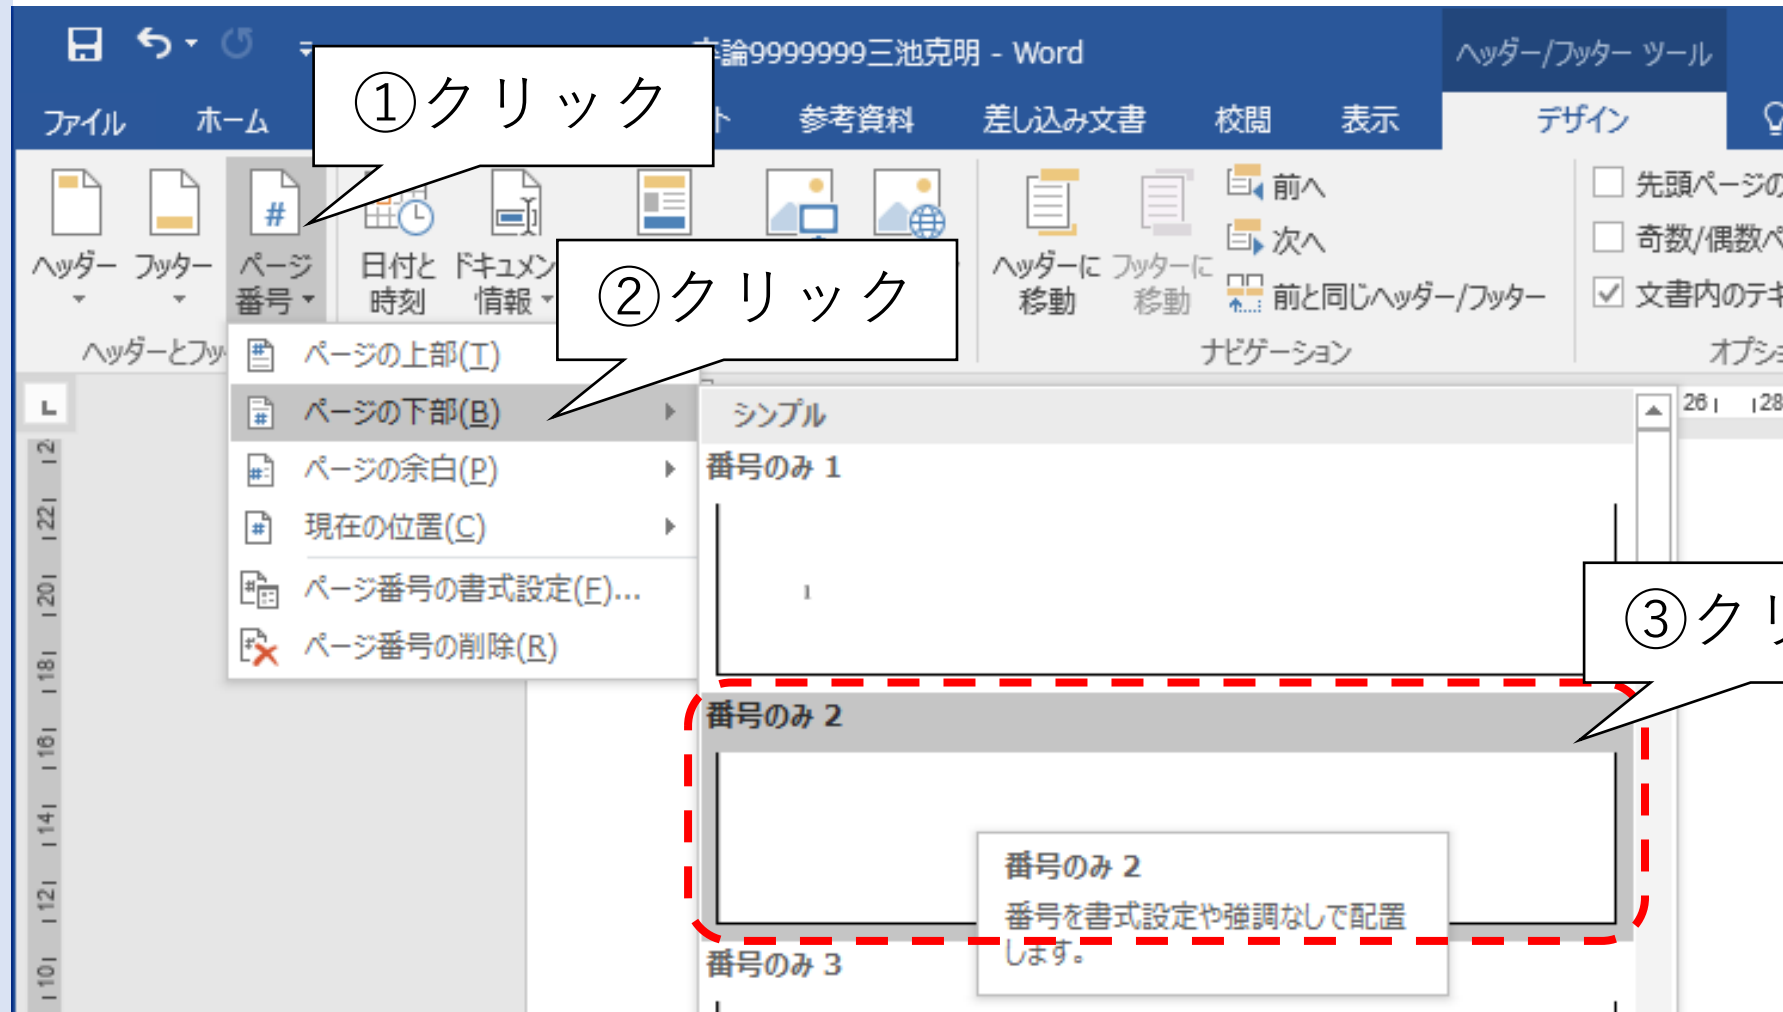 論9999999三池克明 - Word
ヘッダー/フッター ツール
ファイル
ホーム
ト
参考資料
差し込み文書
校閲
表示
デザイン
①クリック
ヘッダー
フッター
ページ
番号
日付と
時刻
ドキュメン
情報
②クリック
ヘッダーに
移動
フッターに
移動
前へ
次へ
前と同じヘッダー/フッター
先頭ページの
奇数/偶数ペ
文書内のテキ
ヘッダーとフッ
ナビゲーション
オプショ
ページの上部(T)
ページの下部(B)
ページの余白(P)
現在の位置(C)
ページ番号の書式設定(F)...
ページ番号の削除(R)
26 28
22
20
18
16
14
12
10
シンプル
番号のみ 1
1
③クリ
番号のみ 2
番号のみ 2
番号を書式設定や強調なしで配置
します。
番号のみ 3